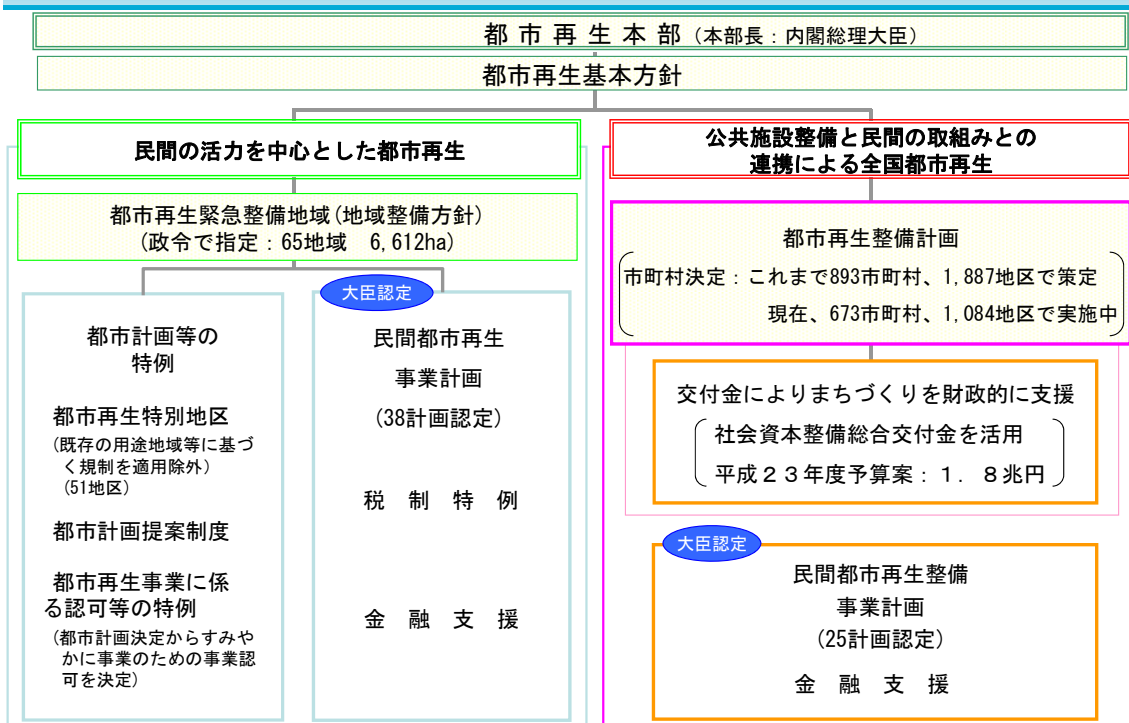 都市再生本部（本部長：内閣総理大臣）
都市再生基本方針
民間の活力を中心とした都市再生
都市再生緊急整備地域(地域整備方針)
(政令で指定：65地域　6,612ha)
都市計画等の
特例
都市再生特別地区
(既存の用途地域等に基づ
く規制を適用除外)
(51地区)
都市計画提案制度
都市再生事業に係
る認可等の特例
(都市計画決定からすみや
かに事業のための事業認
可を決定)
大臣認定
民間都市再生
事業計画
(38計画認定)
税　制　特　例
金　融　支　援
公共施設整備と民間の取組みとの
連携による全国都市再生
都市再生整備計画
市町村決定：これまで893市町村、1,887地区で策定
現在、673市町村、1,084地区で実施中
交付金によりまちづくりを財政的に支援
社会資本整備総合交付金を活用
平成２３年度予算案：１．８兆円
大臣認定
民間都市再生整備
事業計画
(25計画認定)
金　融　支　援